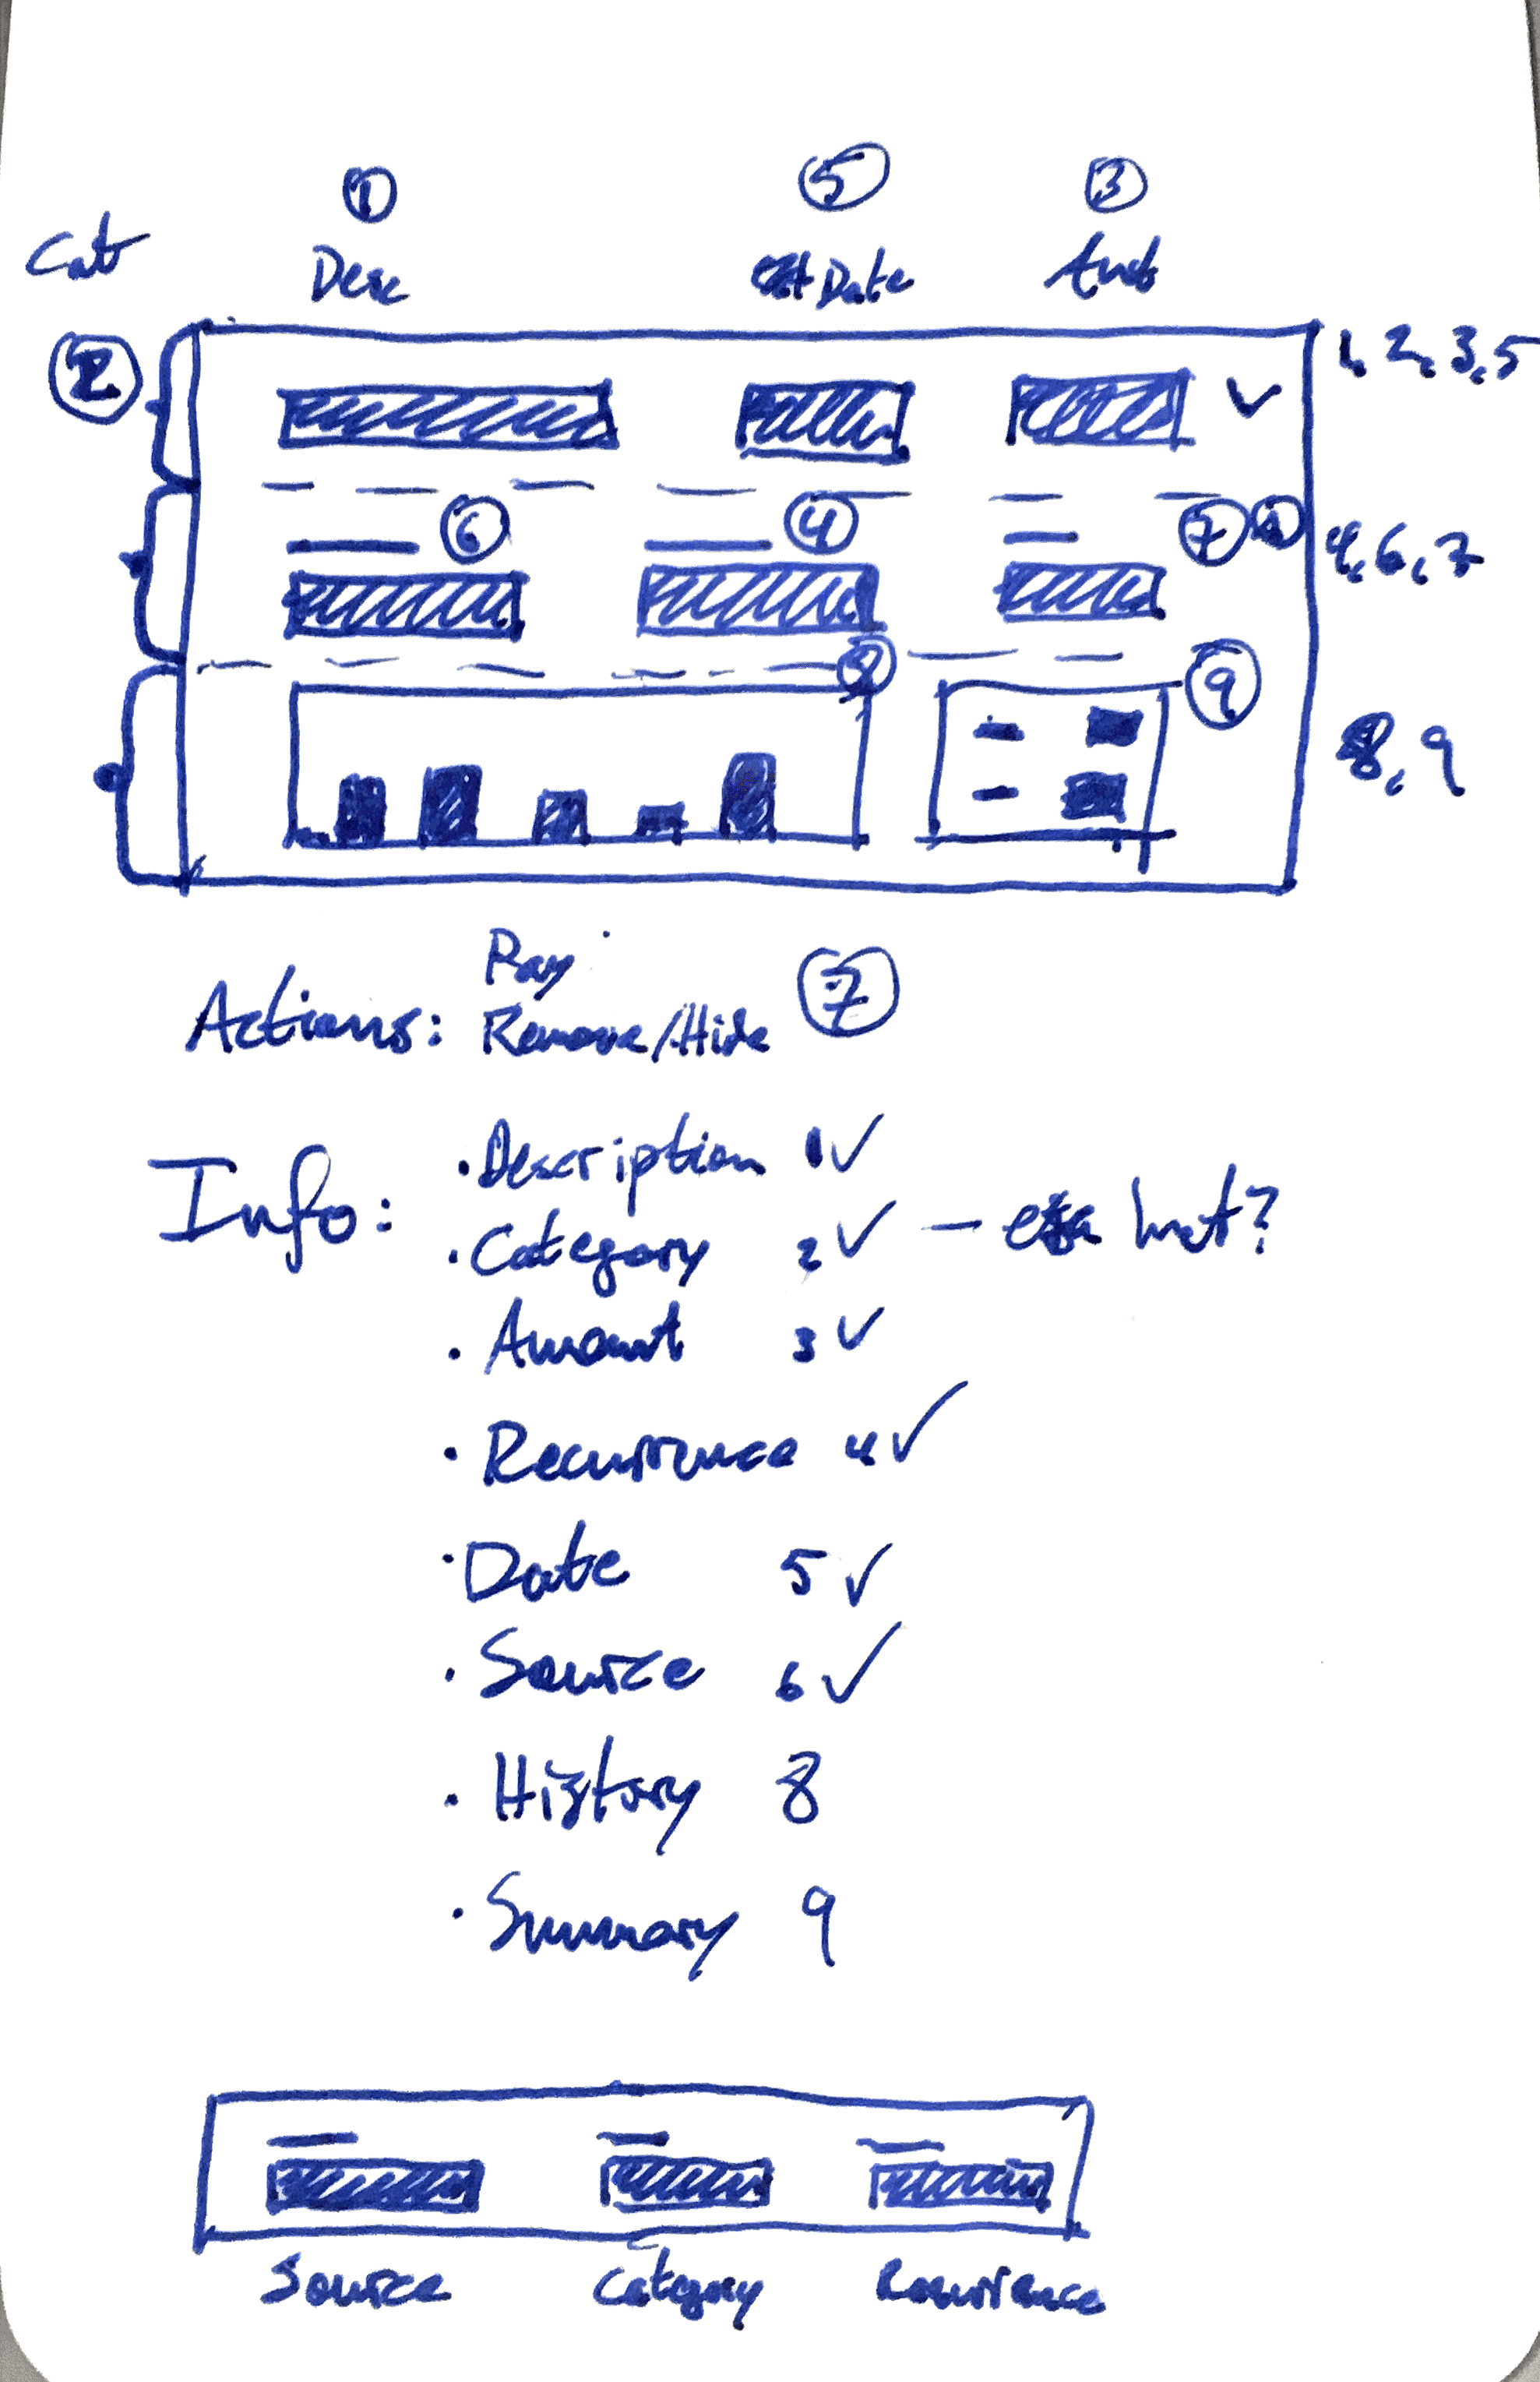 1 5 3
Cat Desc Date Amt
2 1, 2, 3, 5
6 4 7
4, 6, 7
8 9
8, 9
Pay
Actions: Remove/Hide 7
Info: • Description 1 ✓
• Category 2 ✓ —
• Amount 3 ✓
• Recurrence 4 ✓
• Date 5 ✓
• Source 6 ✓
• History 8
• Summary 9
Source Category Recurrence